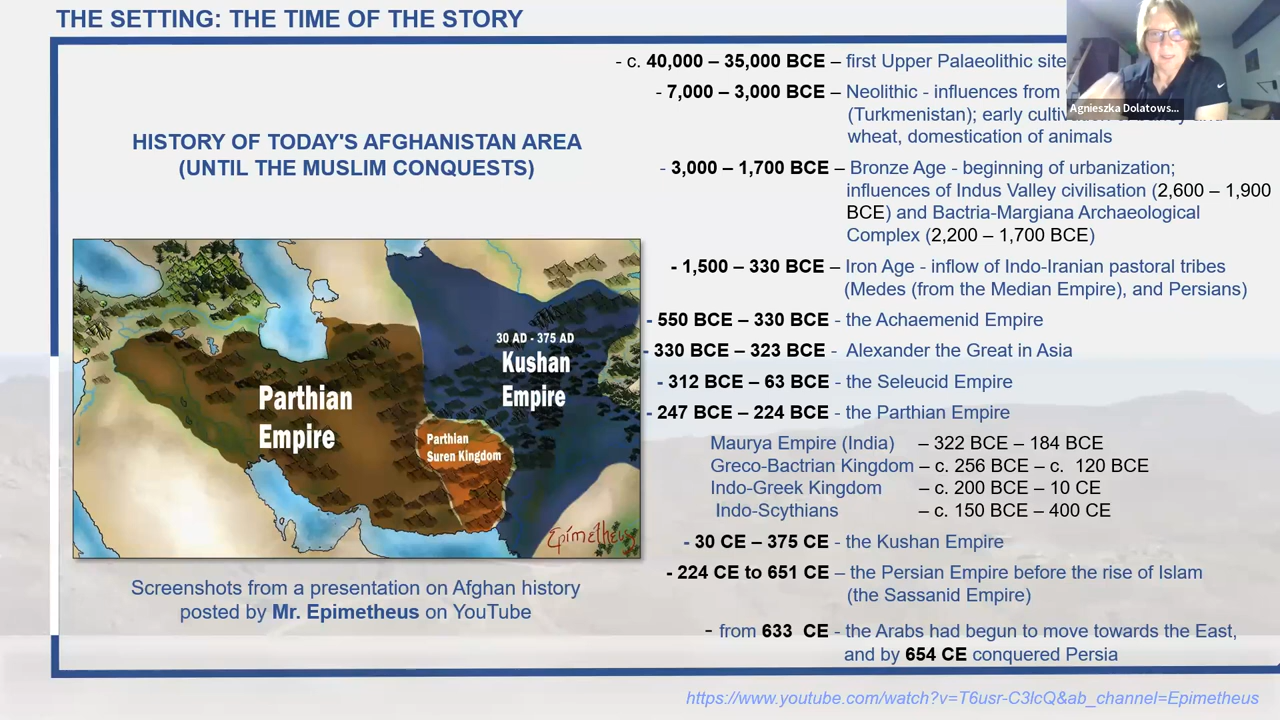 THE SETTING: THE TIME OF THE STORY
HISTORY OF TODAY'S AFGHANISTAN AREA
(UNTIL THE MUSLIM CONQUESTS)
30 AD - 375 AD
Kushan
Empire
Parthian
Empire
Parthian
Suren Kingdom
Epimetheus
Screenshots from a presentation on Afghan history
posted by Mr. Epimetheus on YouTube
- c. 40,000 – 35,000 BCE – first Upper Palaeolithic site
- 7,000 – 3,000 BCE – Neolithic - influences from
(Turkmenistan); early
wheat, domestication of animals
- 3,000 – 1,700 BCE – Bronze Age - beginning of urbanization;
influences of Indus Valley civilisation (2,600 – 1,900
BCE) and Bactria-Margiana Archaeological
Complex (2,200 – 1,700 BCE)
- 1,500 – 330 BCE – Iron Age - inflow of Indo-Iranian pastoral tribes
(Medes (from the Median Empire), and Persians)
- 550 BCE – 330 BCE - the Achaemenid Empire
- 330 BCE – 323 BCE - Alexander the Great in Asia
- 312 BCE – 63 BCE - the Seleucid Empire
- 247 BCE – 224 BCE - the Parthian Empire
Maurya Empire (India) – 322 BCE – 184 BCE
Greco-Bactrian Kingdom – c. 256 BCE – c. 120 BCE
Indo-Greek Kingdom – c. 200 BCE – 10 CE
Indo-Scythians – c. 150 BCE – 400 CE
- 30 CE – 375 CE - the Kushan Empire
- 224 CE to 651 CE – the Persian Empire before the rise of Islam
(the Sassanid Empire)
- from 633 CE - the Arabs had begun to move towards the East,
and by 654 CE conquered Persia
https://www.youtube.com/watch?v=T6usr-C3lcQ&ab_channel=Epimetheus
Agnieszka Dolatows...